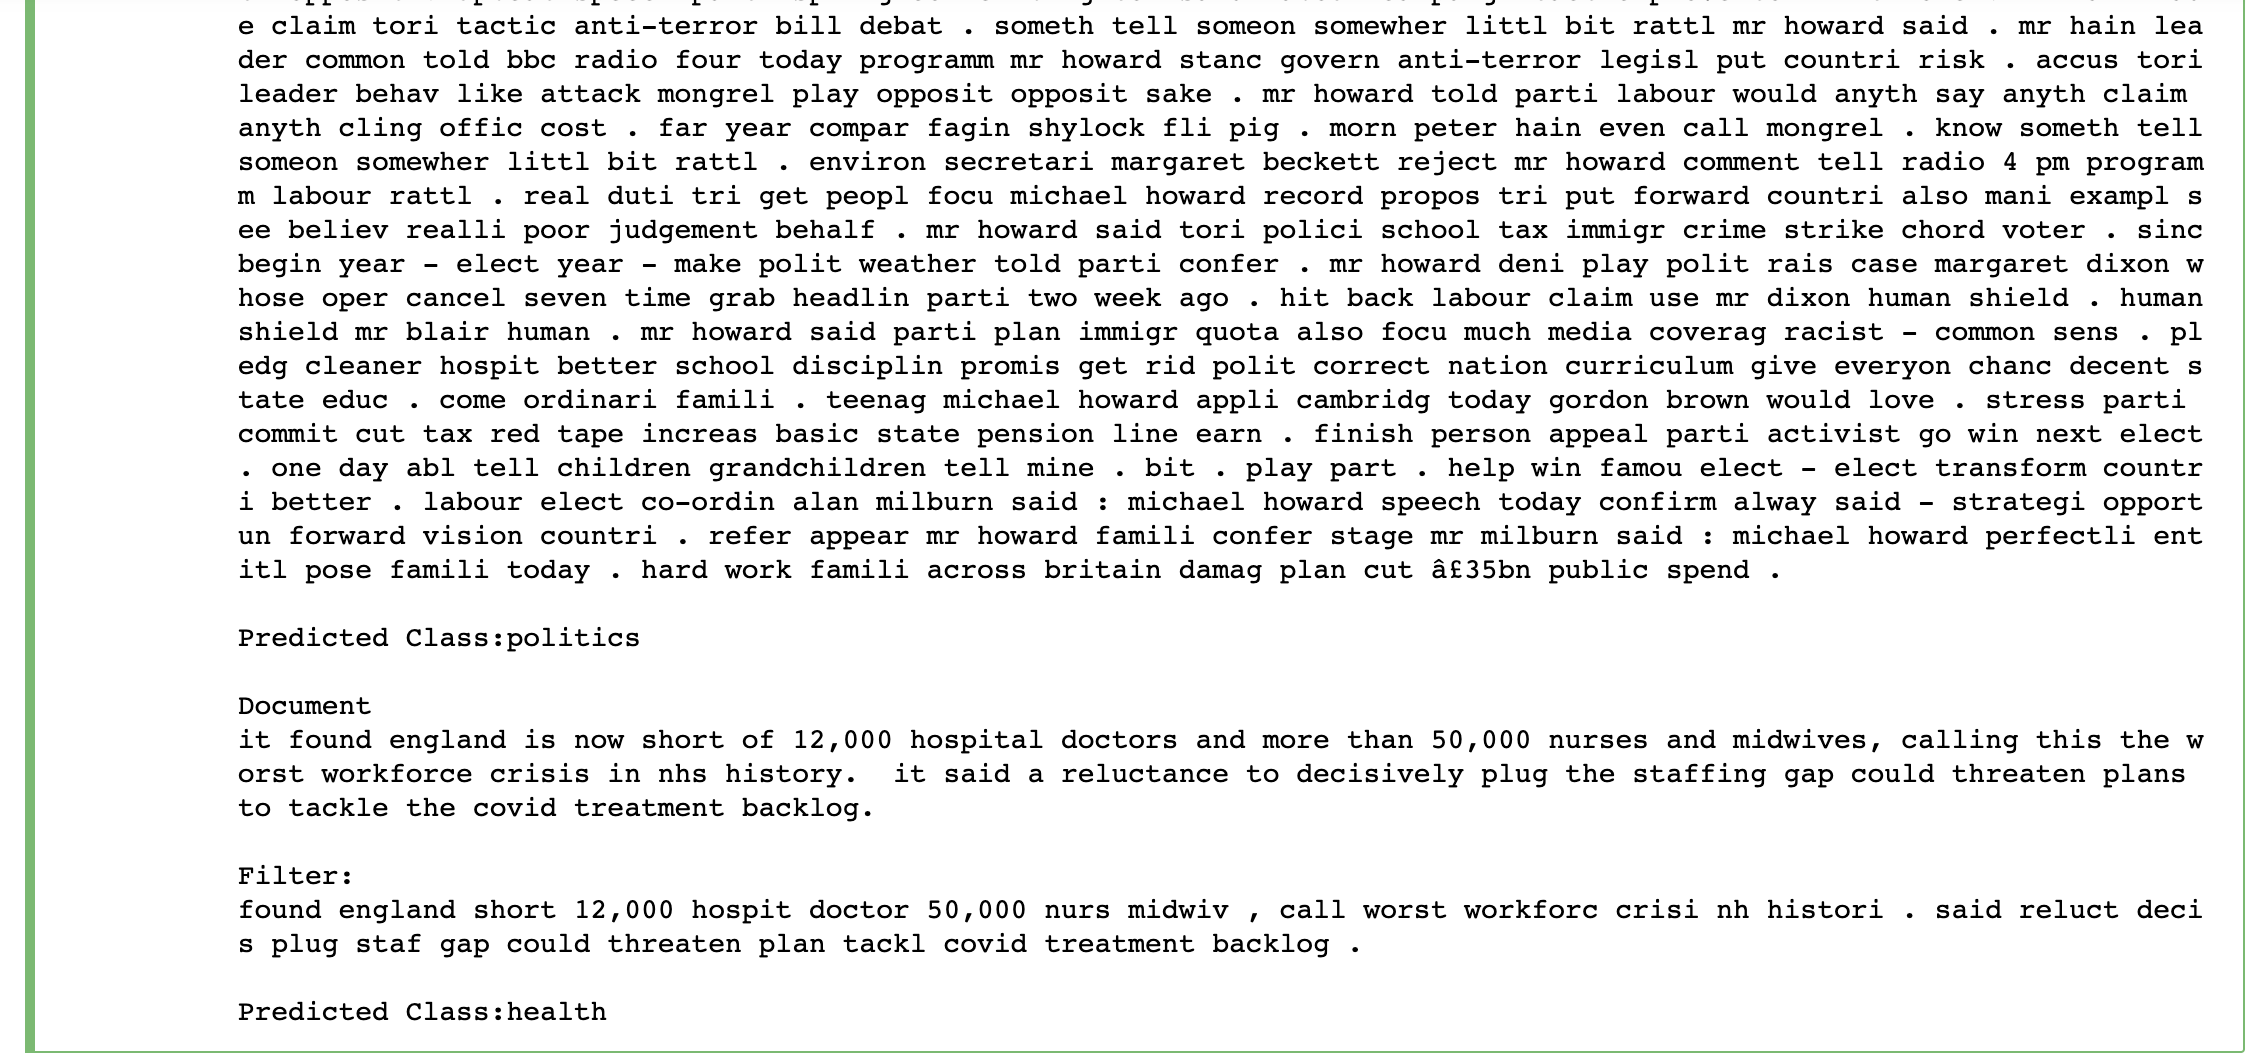 e claim tori tactic anti-terror bill debat . someth tell someon somewher littl bit rattl mr howard said . mr hain lea
der common told bbc radio four today programm mr howard stanc govern anti-terror legisl put countri risk . accus tori
leader behav like attack mongrel play opposit opposit sake . mr howard told parti labour would anyth say anyth claim
anyth cling offic cost . far year compar fagin shylock fli pig . morn peter hain even call mongrel . know someth tell
someon somewher littl bit rattl . environ secretari margaret beckett reject mr howard comment tell radio 4 pm program
m labour rattl . real duti tri get peopl focu michael howard record propos tri put forward countri also mani exampl s
ee believ realli poor judgement behalf . mr howard said tori polici school tax immigr crime strike chord voter . sinc
begin year - elect year - make polit weather told parti confer . mr howard deni play polit rais case margaret dixon w
hose oper cancel seven time grab headlin parti two week ago . hit back labour claim use mr dixon human shield . human
shield mr blair human . mr howard said parti plan immigr quota also focu much media coverag racist - common sens . pl
edg cleaner hospit better school disciplin promis get rid polit correct nation curriculum give everyon chanc decent s
tate educ . come ordinari famili . teenag michael howard appli cambridg today gordon brown would love . stress parti
commit cut tax red tape increas basic state pension line earn . finish person appeal parti activist go win next elect
. one day abl tell children grandchildren tell mine . bit . play part . help win famou elect - elect transform countr
i better . labour elect co-ordin alan milburn said : michael howard speech today confirm alway said - strategi opport
un forward vision countri . refer appear mr howard famili confer stage mr milburn said : michael howard perfectli ent
itl pose famili today . hard work famili across britain damag plan cut â£35bn public spend .
Predicted Class:politics
Document
it found england is now short of 12,000 hospital doctors and more than 50,000 nurses and midwives, calling this the w
orst workforce crisis in nhs history.  it said a reluctance to decisively plug the staffing gap could threaten plans
to tackle the covid treatment backlog.
Filter:
found england short 12,000 hospit doctor 50,000 nurs midwiv , call worst workforc crisi nh histori . said reluct deci
s plug staf gap could threaten plan tackl covid treatment backlog .
Predicted Class:health